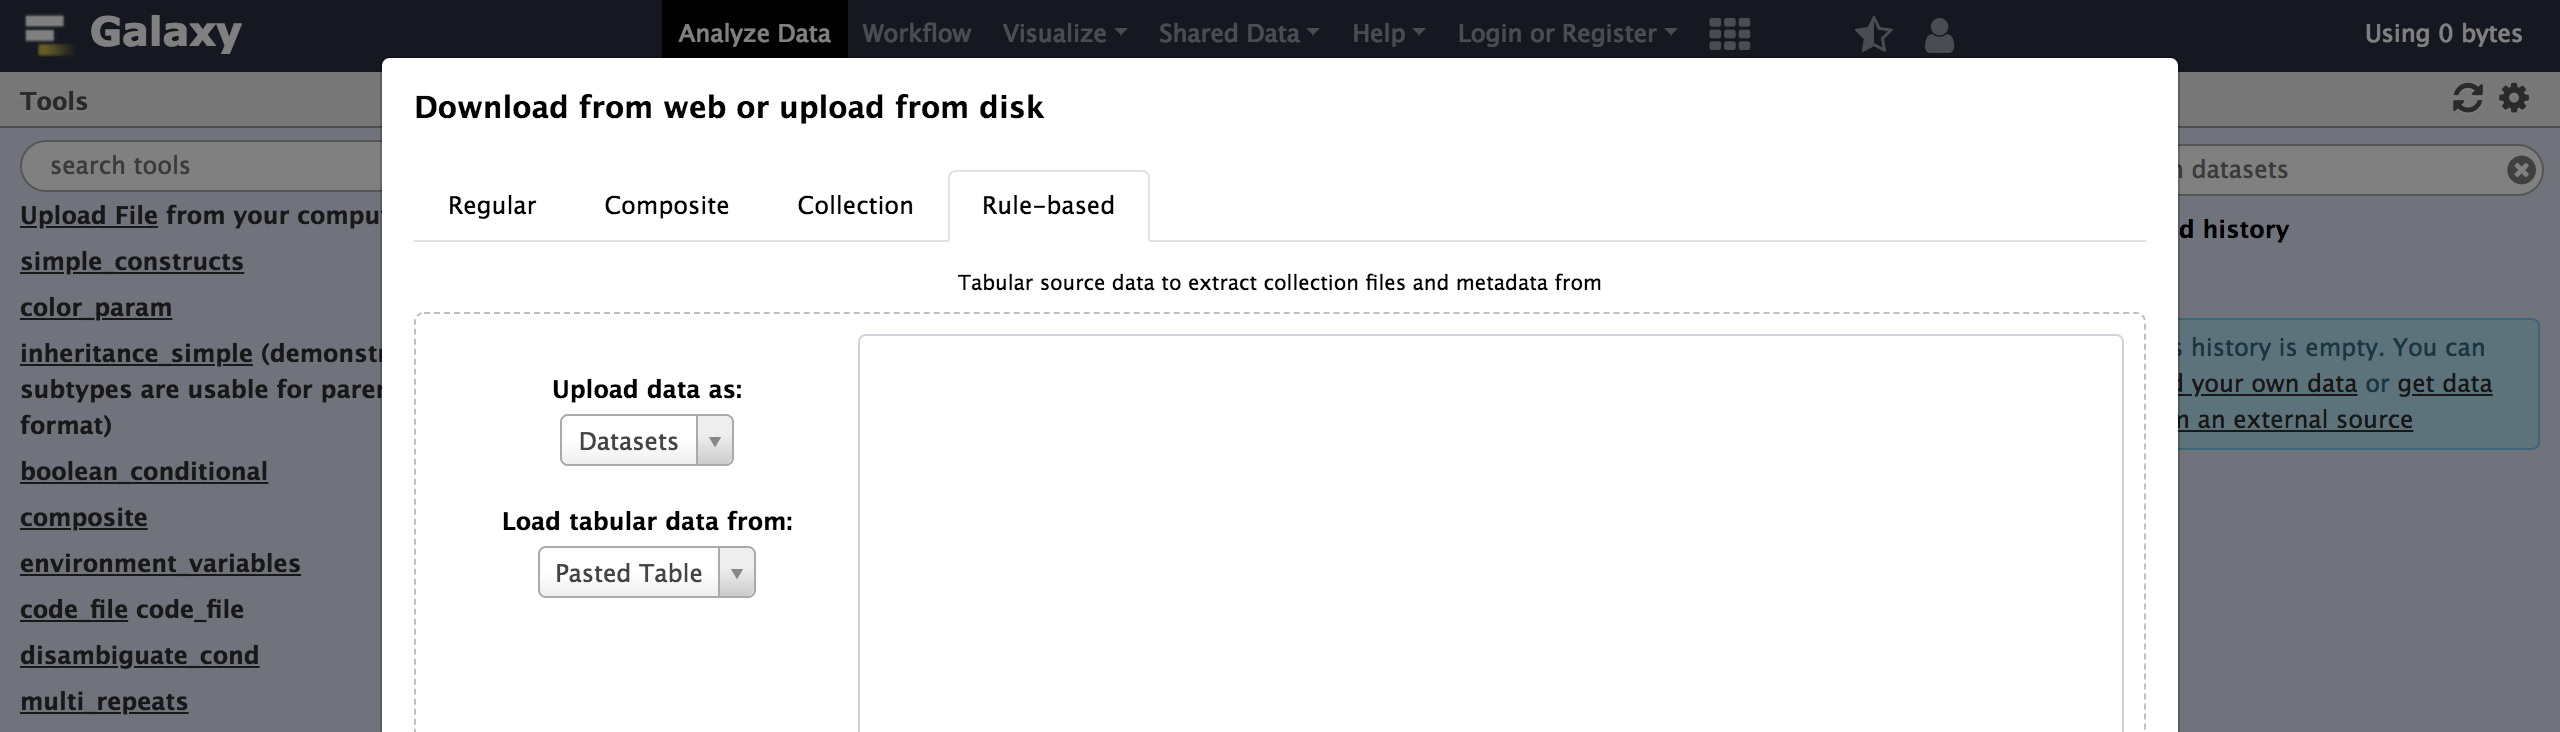 Galaxy
Analyze Data
Workflow
Visualize
Shared Data
Help
Login or Register
Using 0 bytes
Tools
search tools
Upload File from your
simple_constructs
color_param
inheritance_simple
subtypes are usable for
format)
boolean_conditional
composite
environment_variables
code_file code_file
disambiguate_cond
multi_repeats
Download from web or upload from disk
Regular
Composite
Collection
Rule-based
Tabular source data to extract collection files and metadata from
Upload data as:
Datasets
Load tabular data from:
Pasted Table
datasets
history
history is empty. You can
your own data or get data
an external source